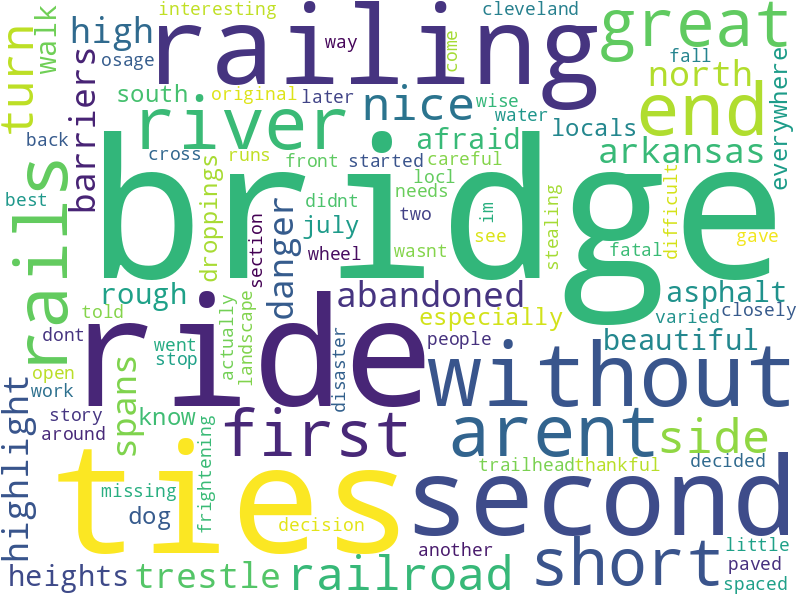 interesting
cleveland
railing
great
walk
turn
high
way
come
fall
osage
north
south
original
later
nice
wise
water
everywhere
end
barriers
river
locals
afraid
arkansas
back
cross
runs
front
started
careful
droppings
bridge
locl
needs
didnt
two
im
stealing
difficult
best
rails
july
section
wheel
wasnt
see
fatal
gave
danger
rough
abandoned
asphalt
told
ride
especially
varied
closely
dont
went
stop
actually
landscape
disaster
people
beautiful
without
open
work
spans
highlight
story
know
first
arent
side
around
ties
frightening
trailhead
thankful
decided
missing
second
dog
decision
another
short
little
paved
spaced
heights
trestle
railroad